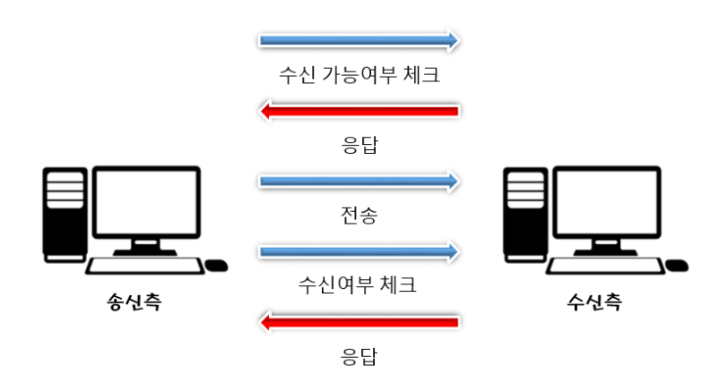 수신 가능여부 체크
응답
전송
수신여부 체크
응답
송신측
수신측